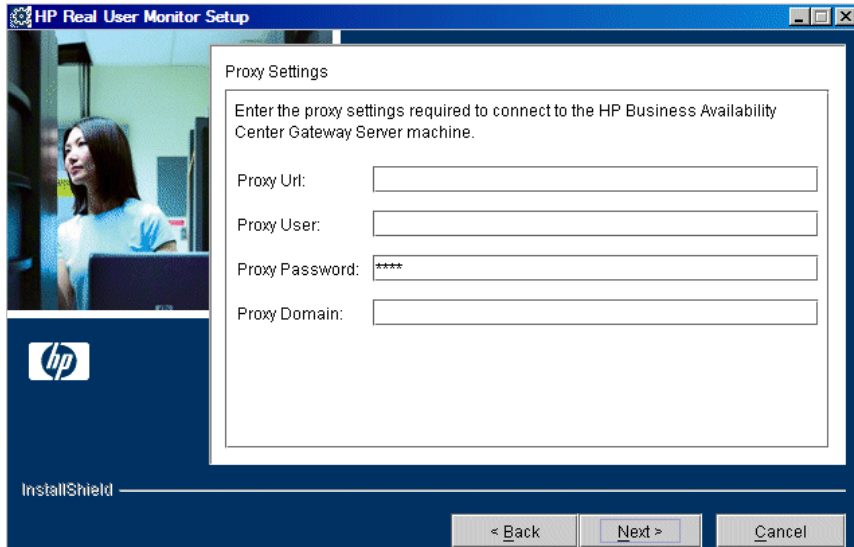 HP Real User Monitor Setup
Proxy Settings
Enter the proxy settings required to connect to the HP Business Availability
Center Gateway Server machine.
Proxy Url:
Proxy User:
Proxy Password: ****
Proxy Domain:
hp
InstallShield
< Back Next > Cancel